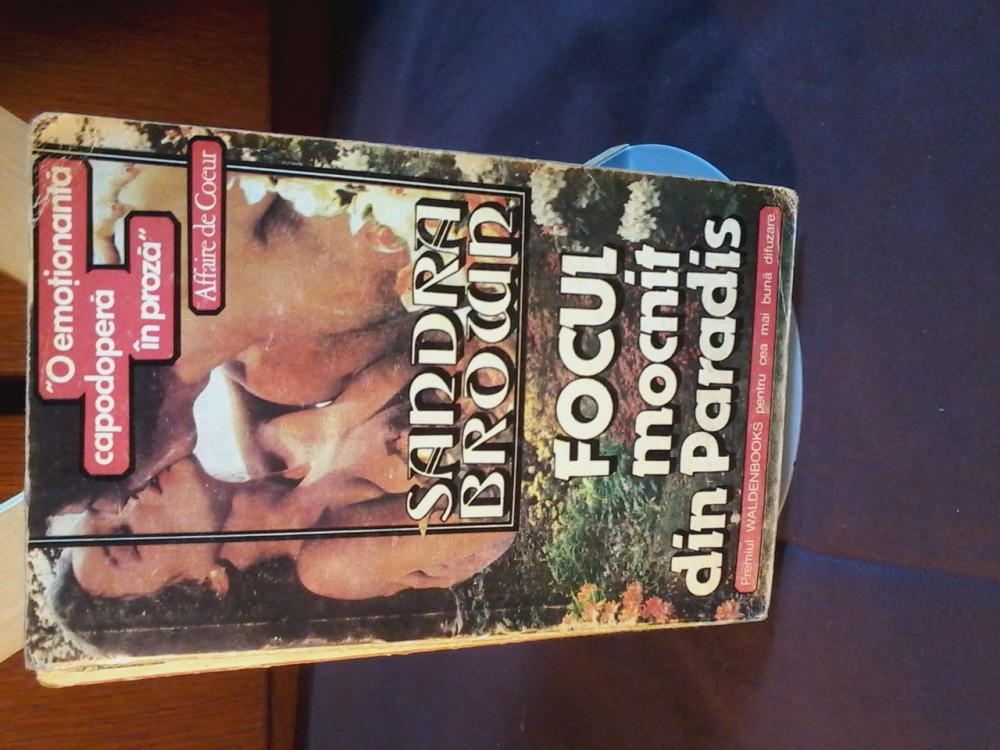 "O emoționantă
capodoperă
în proză"
Affaire de Coeur
SANDRA
BROWN
FOCUL
mocnit
din Paradis
Premiul WALDENBOOKS pentru cea mai bună difuzare